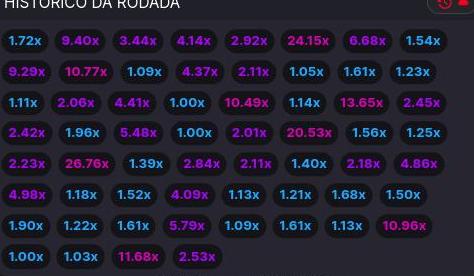 HISTÓRICO DA RODADA
1.72x 9.40x 3.44x 4.14x 2.92x 24.15x 6.68x 1.54x
9.29x 10.77x 1.09x 4.37x 2.11x 1.05x 1.61x 1.23x
1.11x 2.06x 4.41x 1.00x 10.49x 1.14x 13.65x 2.45x
2.42x 1.96x 5.48x 1.00x 2.01x 20.53x 1.56x 1.25x
2.23x 26.76x 1.39x 2.84x 2.11x 1.40x 2.18x 4.86x
4.98x 1.18x 1.52x 4.09x 1.13x 1.21x 1.68x 1.50x
1.90x 1.22x 1.61x 5.79x 1.09x 1.61x 1.13x 10.96x
1.00x 1.03x 11.68x 2.53x